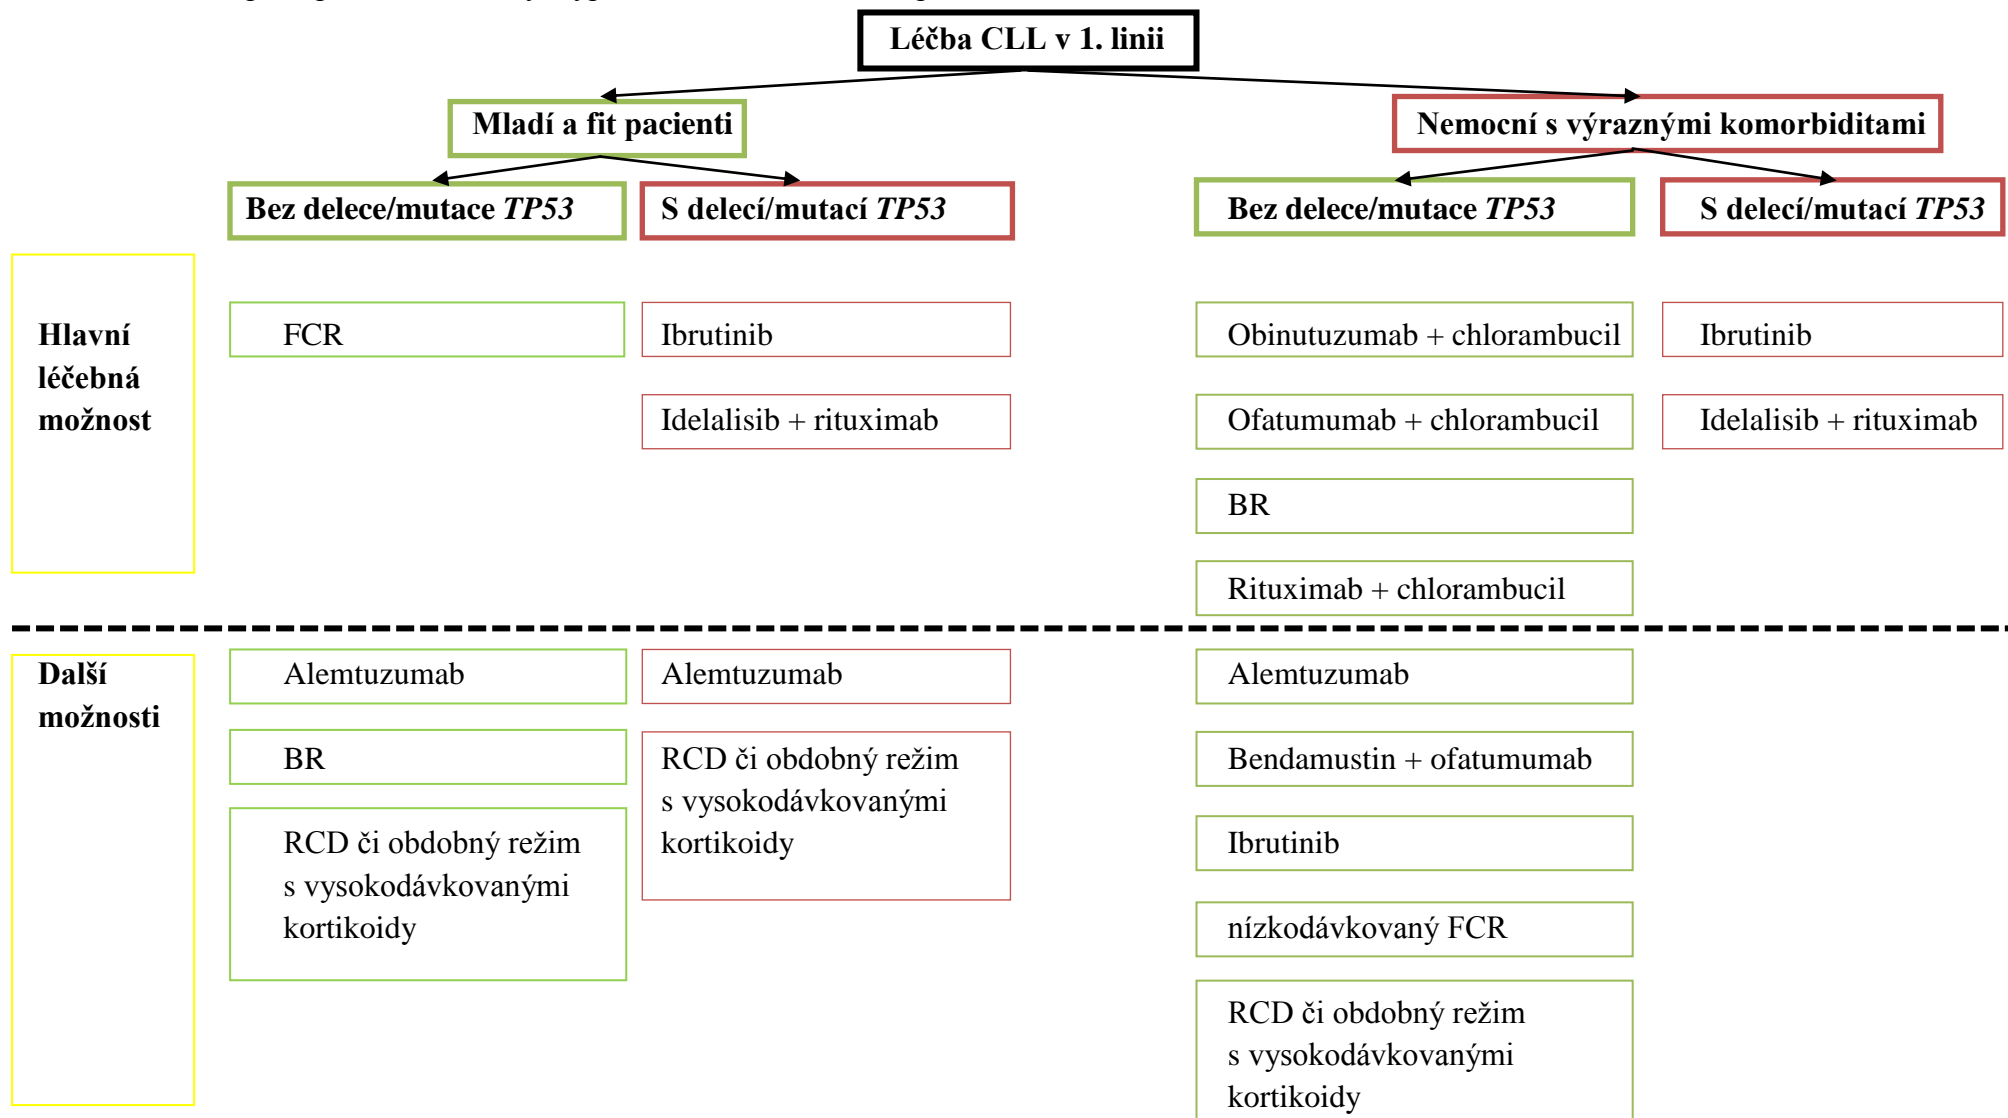 Léčba CLL v 1. linii
Mladí a fit pacienti
Nemocní s výraznými komorbiditami
Bez delece/mutace TP53
S delecí/mutací TP53
Bez delece/mutace TP53
S delecí/mutací TP53
Hlavní
léčebná
možnost
FCR
Ibrutinib
Idelalisib + rituximab
Obinutuzumab + chlorambucil
Ofatumumab + chlorambucil
BR
Rituximab + chlorambucil
Ibrutinib
Idelalisib + rituximab
Další
možnosti
Alemtuzumab
BR
RCD či obdobný režim
s vysokodávkovanými
kortikoidy
Alemtuzumab
RCD či obdobný režim
s vysokodávkovanými
kortikoidy
Alemtuzumab
Bendamustin + ofatumumab
Ibrutinib
nízkodávkovaný FCR
RCD či obdobný režim
s vysokodávkovanými
kortikoidy